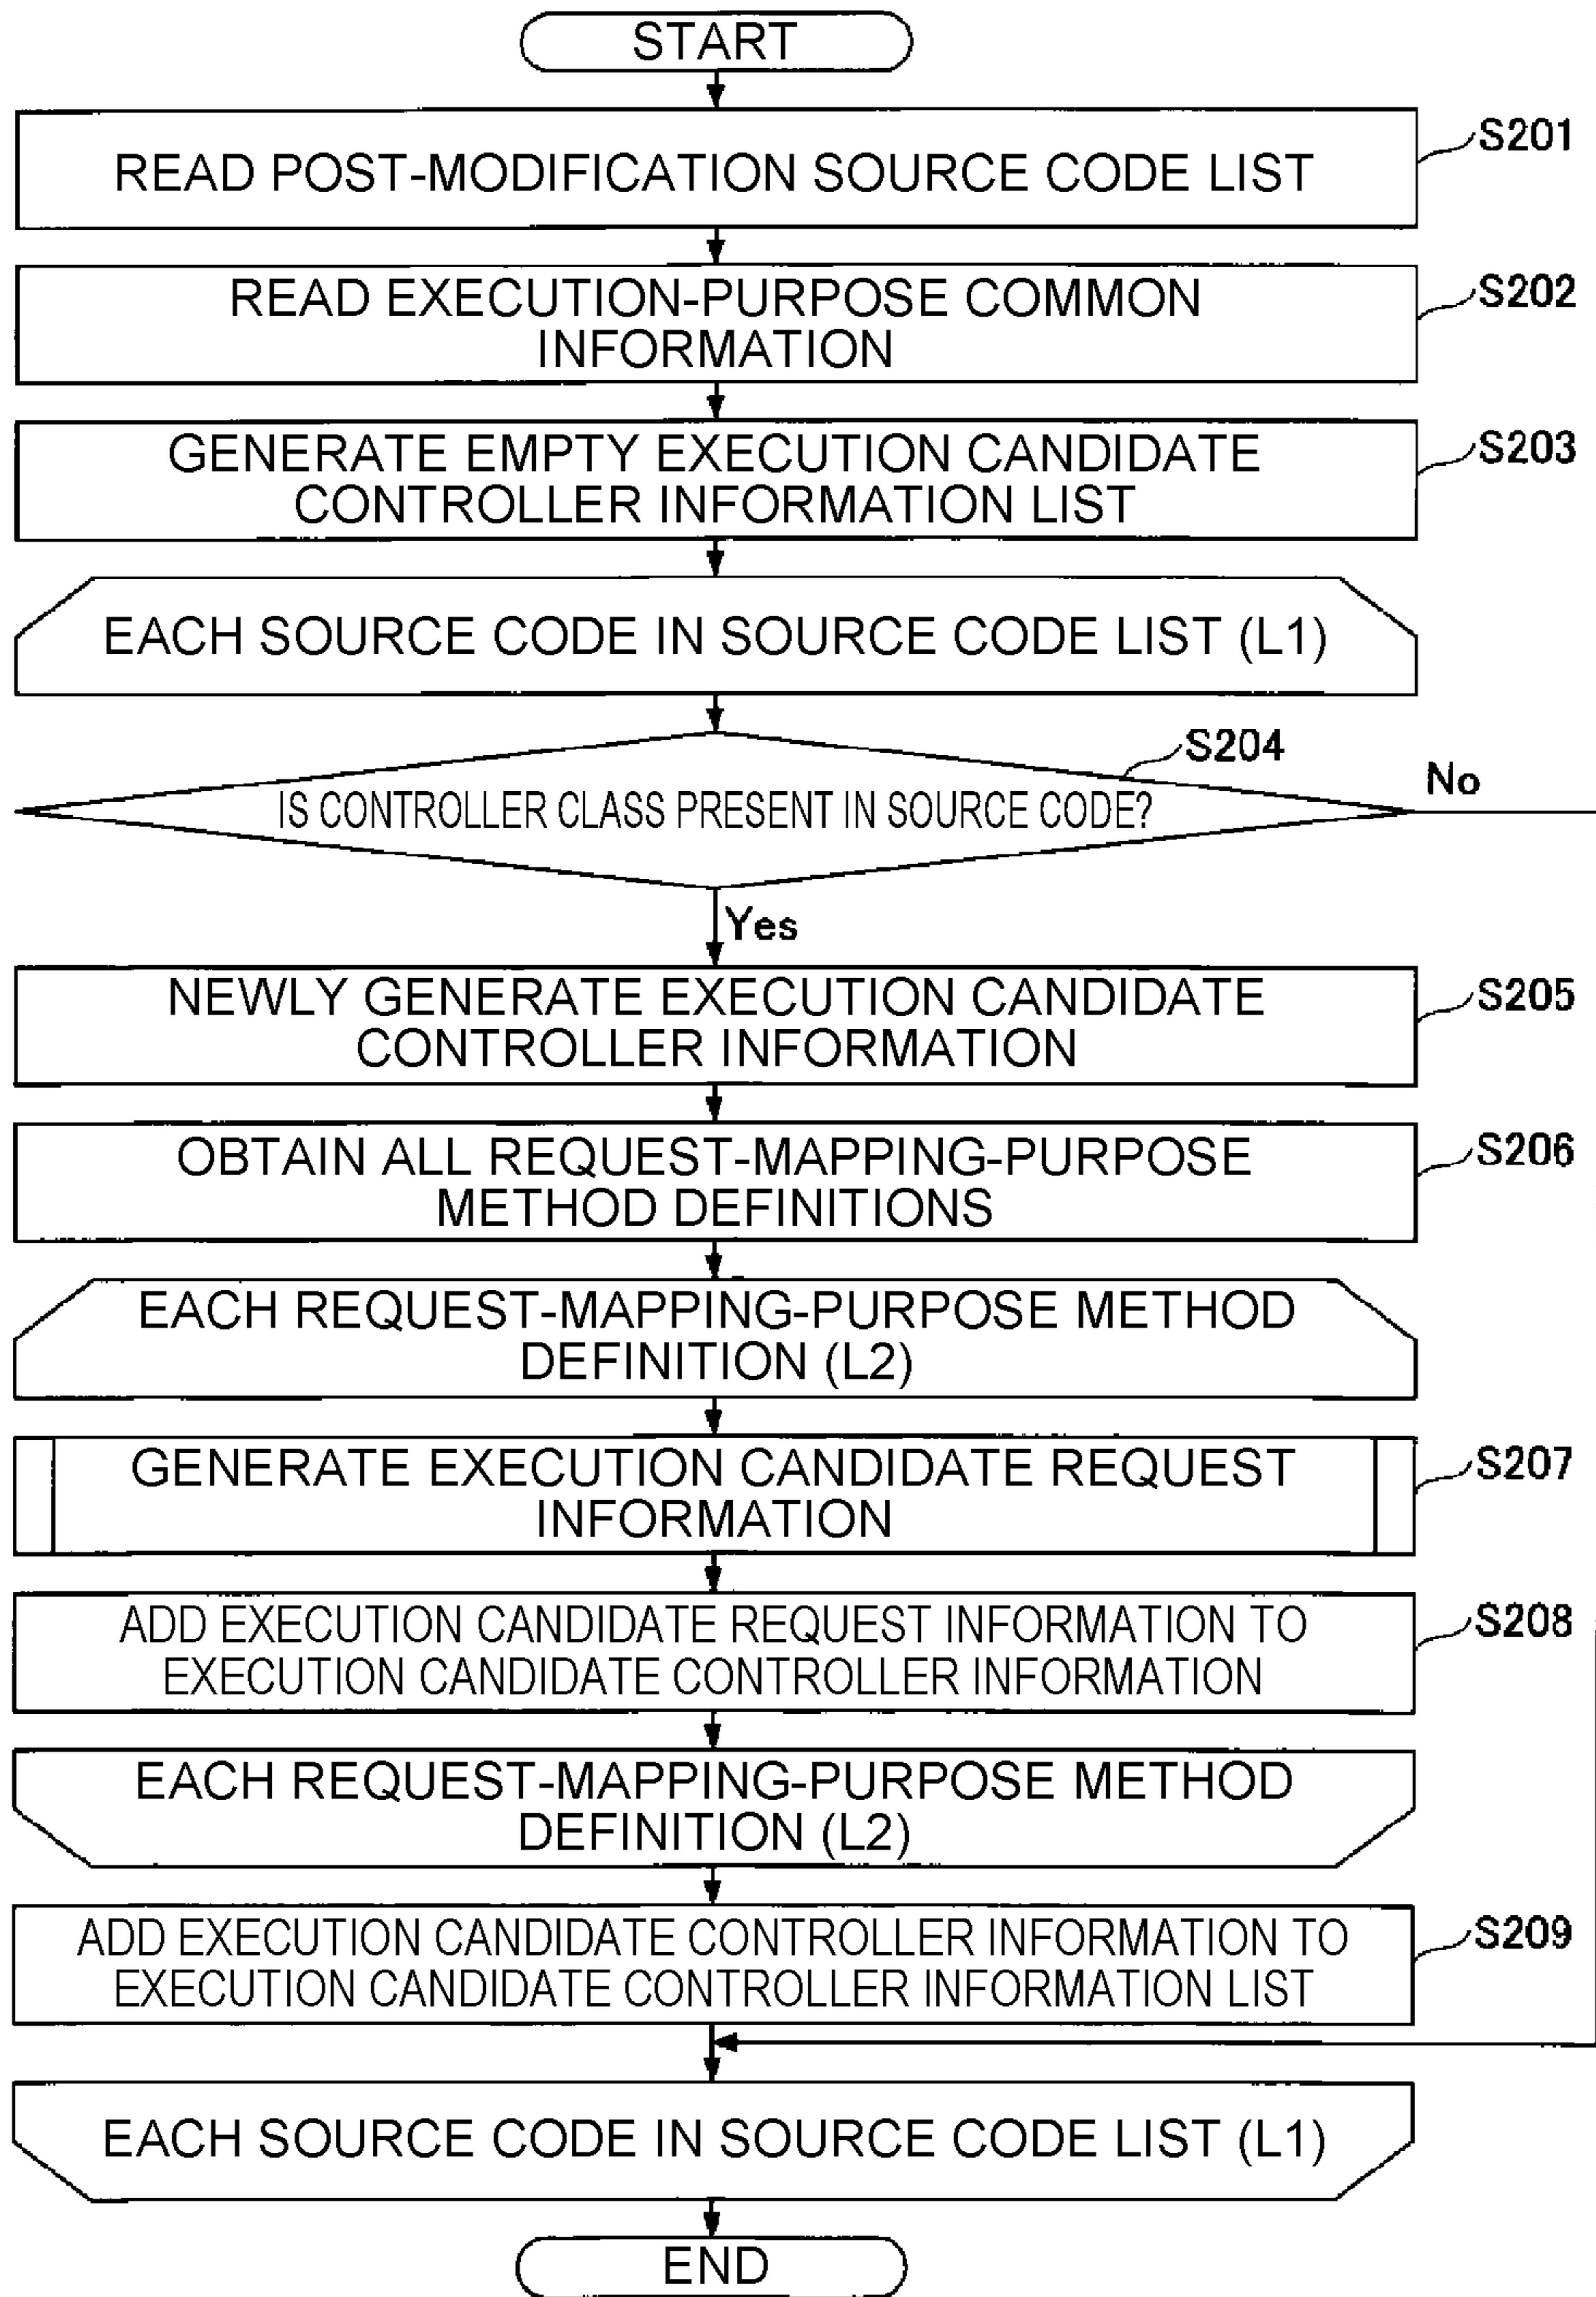 START
READ POST-MODIFICATION SOURCE CODE LIST
S201
READ EXECUTION-PURPOSE COMMON
INFORMATION
S202
GENERATE EMPTY EXECUTION CANDIDATE
CONTROLLER INFORMATION LIST
S203
EACH SOURCE CODE IN SOURCE CODE LIST (L1)
S204
IS CONTROLLER CLASS PRESENT IN SOURCE CODE?
No
Yes
NEWLY GENERATE EXECUTION CANDIDATE
CONTROLLER INFORMATION
S205
OBTAIN ALL REQUEST-MAPPING-PURPOSE
METHOD DEFINITIONS
S206
EACH REQUEST-MAPPING-PURPOSE METHOD
DEFINITION (L2)
GENERATE EXECUTION CANDIDATE REQUEST
INFORMATION
S207
ADD EXECUTION CANDIDATE REQUEST INFORMATION TO
EXECUTION CANDIDATE CONTROLLER INFORMATION
S208
EACH REQUEST-MAPPING-PURPOSE METHOD
DEFINITION (L2)
ADD EXECUTION CANDIDATE CONTROLLER INFORMATION TO
EXECUTION CANDIDATE CONTROLLER INFORMATION LIST
S209
EACH SOURCE CODE IN SOURCE CODE LIST (L1)
END